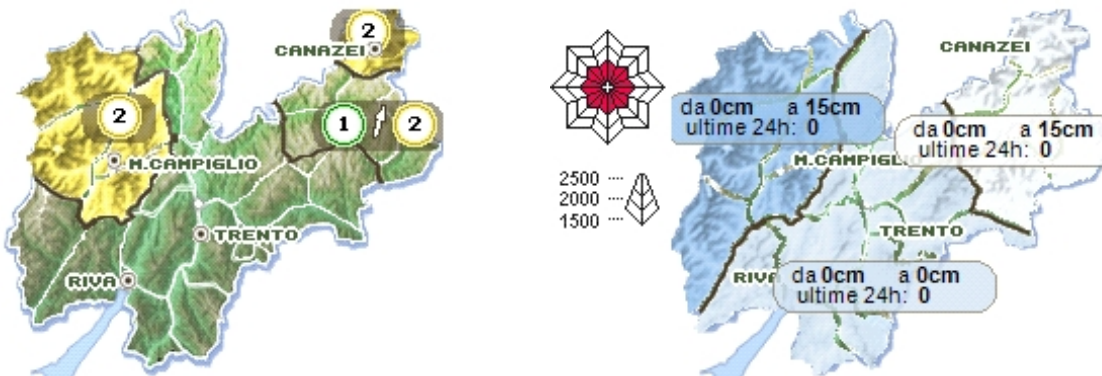 2
CANAZEI
2
1
2
M.CAMPIGLIO
TRENTO
RIVA
CANAZEI
da 0cm a 15cm
ultime 24h: 0
da 0cm a 15cm
ultime 24h: 0
M.CAMPIGLIO
2500
2000
1500
TRENTO
RIVA
da 0cm a 0cm
ultime 24h: 0